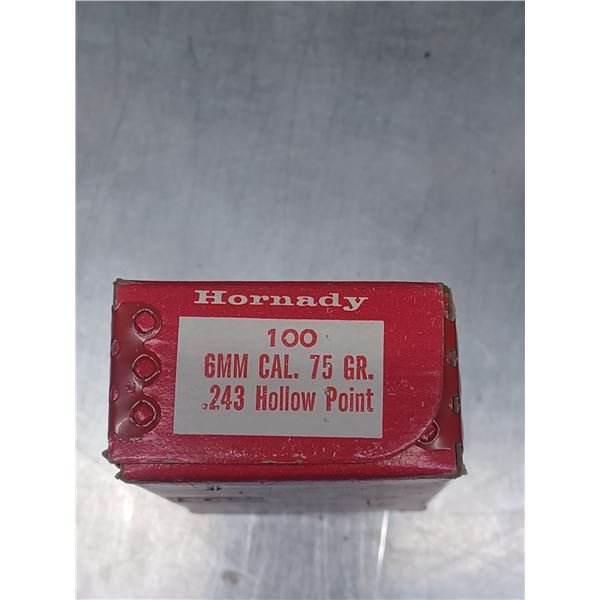 Hornady
100
6MM CAL. 75 GR.
.243 Hollow Point